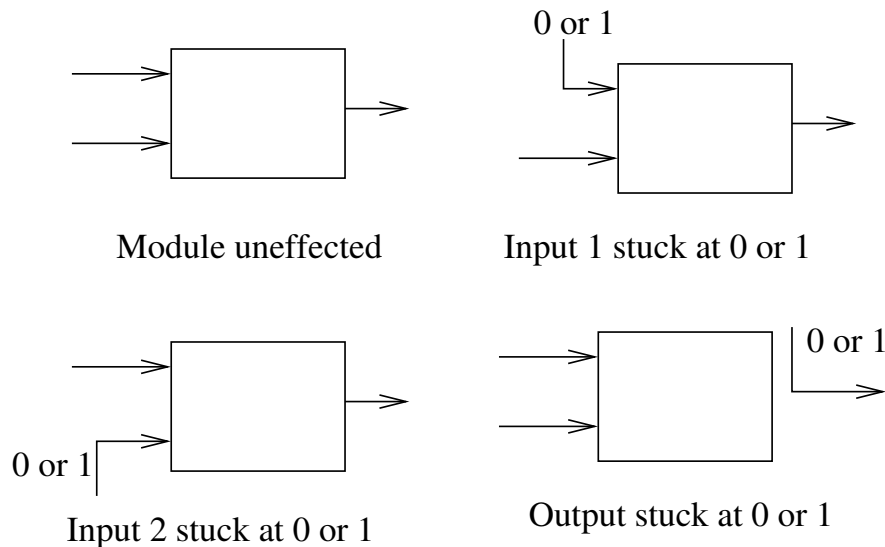 0 or 1
Module uneffected
Input 1 stuck at 0 or 1
0 or 1
0 or 1
Input 2 stuck at 0 or 1
Output stuck at 0 or 1